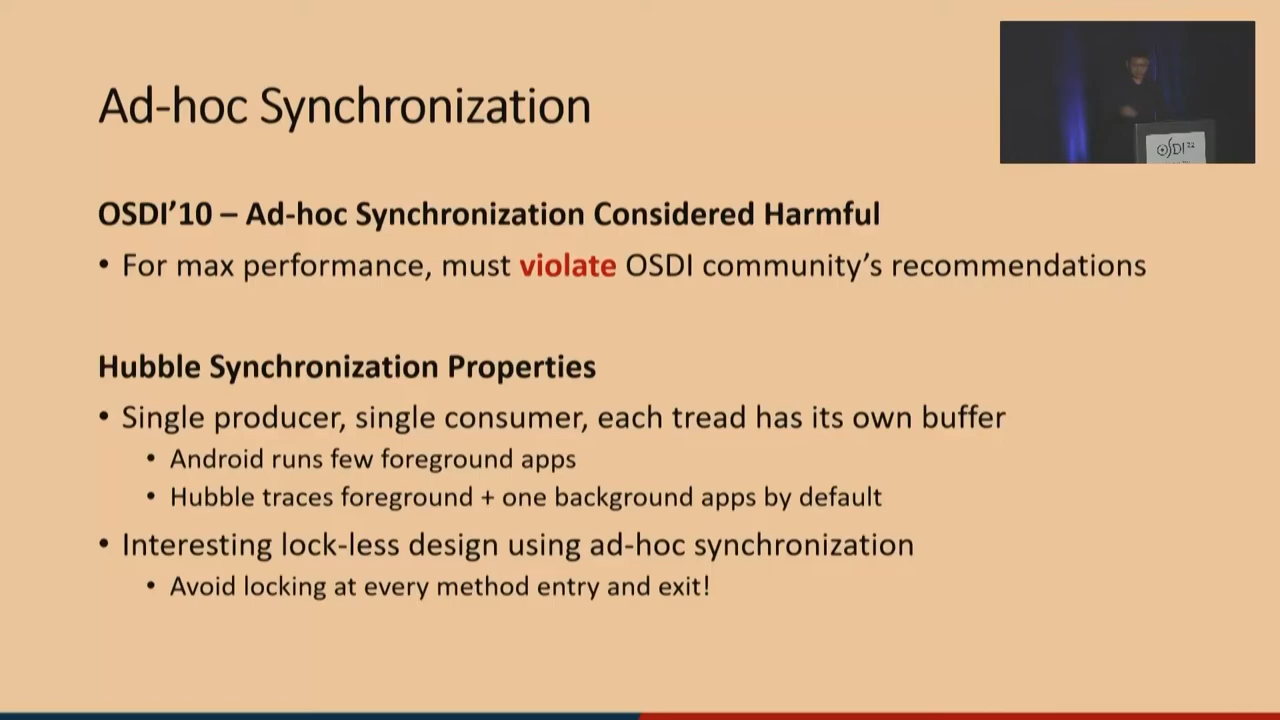 Ad-hoc Synchronization
OSDI'22
OSDI’10 – Ad-hoc Synchronization Considered Harmful
• For max performance, must violate OSDI community’s recommendations
Hubble Synchronization Properties
• Single producer, single consumer, each tread has its own buffer
• Android runs few foreground apps
• Hubble traces foreground + one background apps by default
• Interesting lock-less design using ad-hoc synchronization
• Avoid locking at every method entry and exit!